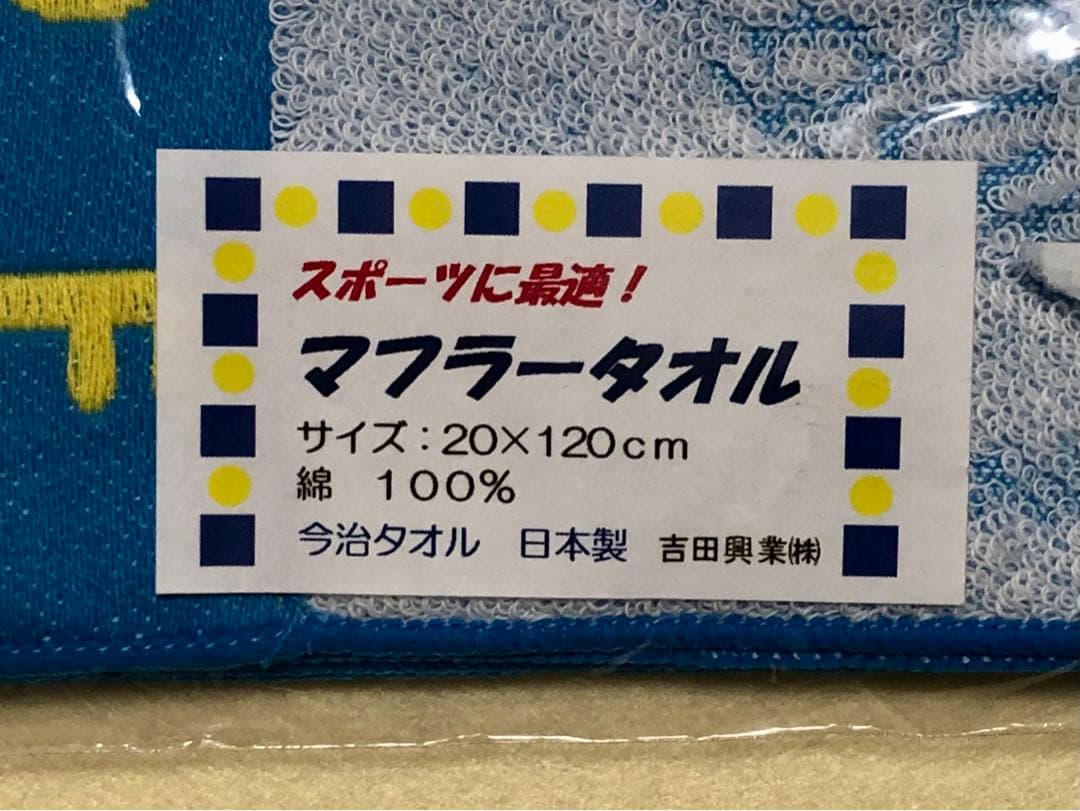 スポーツに最適！
マフラータオル
サイズ：20×120cm
綿　100%
今治タオル　日本製　吉田興業㈱